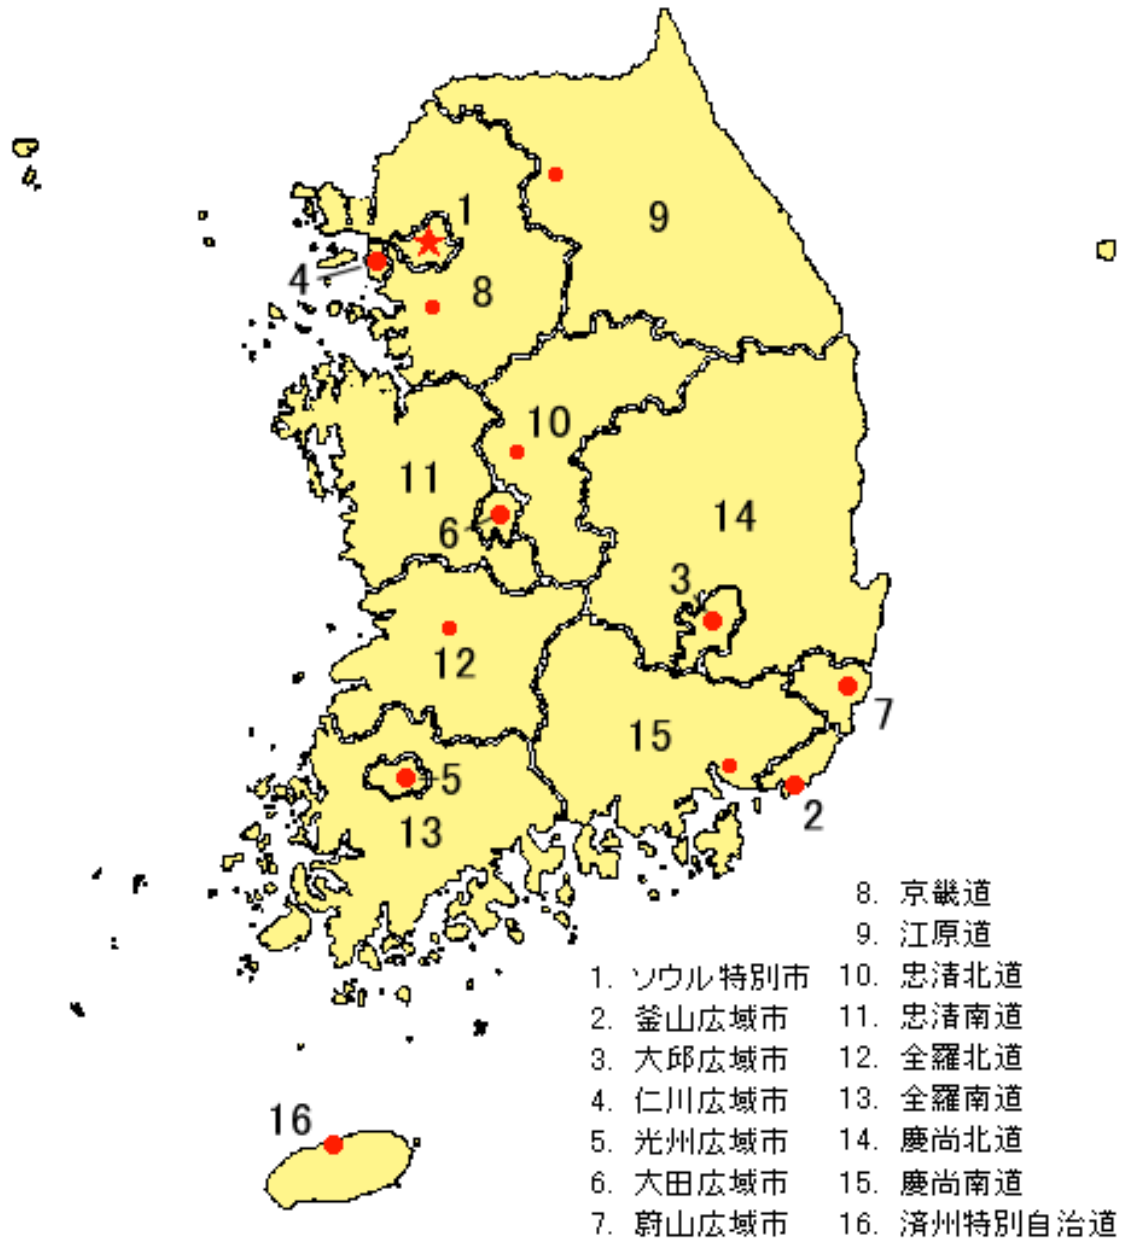 1
4
8
9
10
11
6
14
3
12
7
15
5
2
13
16
8. 京畿道
9. 江原道
1. ソウル特別市
10. 忠清北道
2. 釜山広域市
11. 忠清南道
3. 大邱広域市
12. 全羅北道
4. 仁川広域市
13. 全羅南道
5. 光州広域市
14. 慶尚北道
6. 大田広域市
15. 慶尚南道
7. 蔚山広域市
16. 済州特別自治道